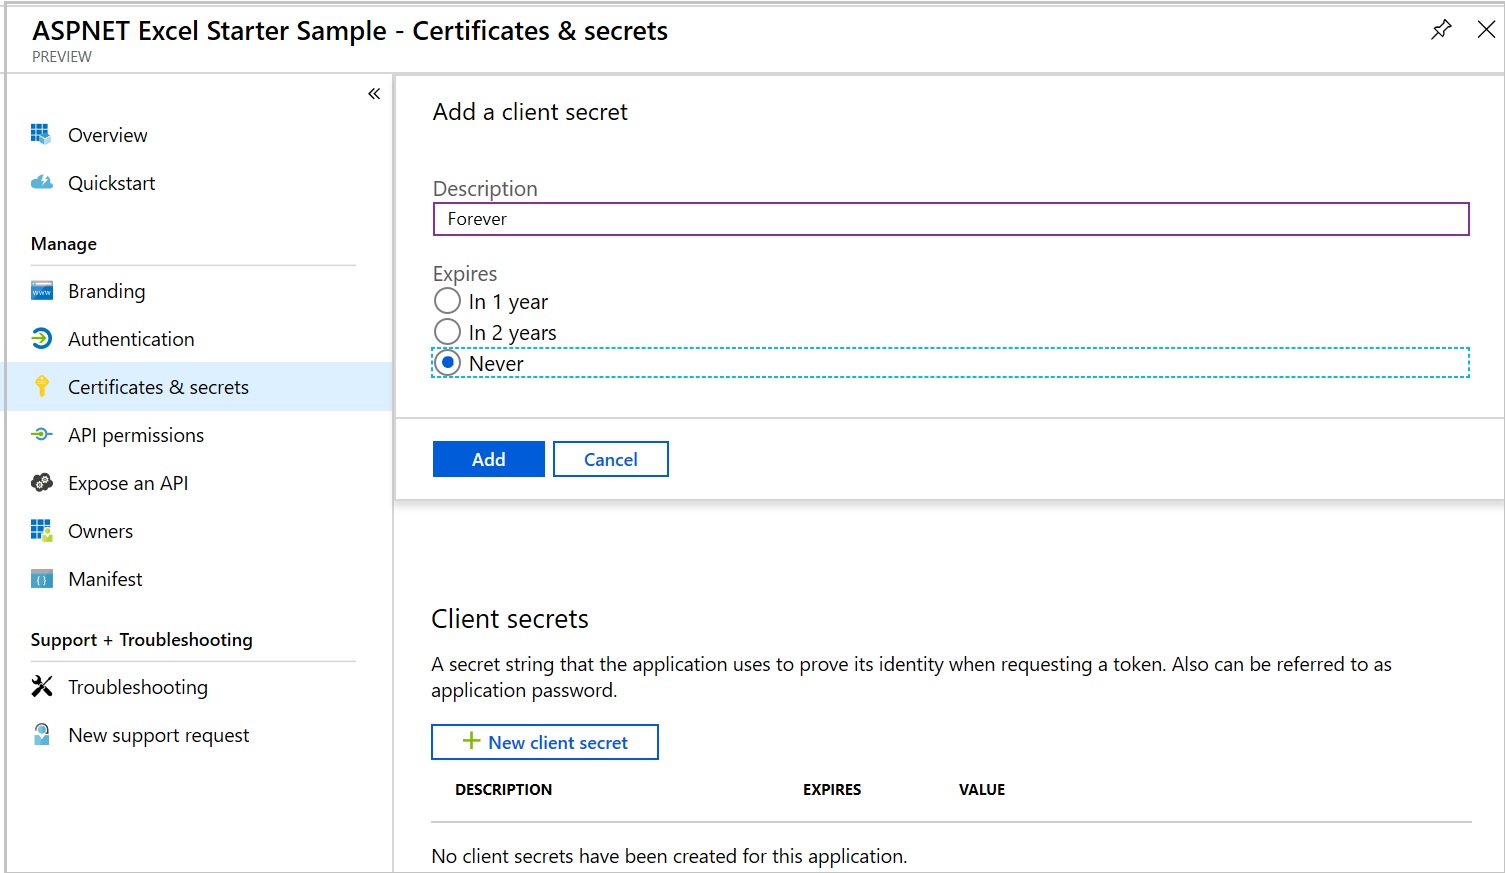 ASPNET Excel Starter Sample - Certificates & secrets
PREVIEW
«
Overview
Quickstart
Manage
www
Branding
Authentication
Certificates & secrets
API permissions
Expose an API
Owners
Manifest
Support + Troubleshooting
Troubleshooting
New support request
Add a client secret
Description
Forever
Expires
In 1 year
In 2 years
Never
Add
Cancel
Client secrets
A secret string that the application uses to prove its identity when requesting a token. Also can be referred to as
application password.
+ New client secret
DESCRIPTION EXPIRES VALUE
No client secrets have been created for this application.